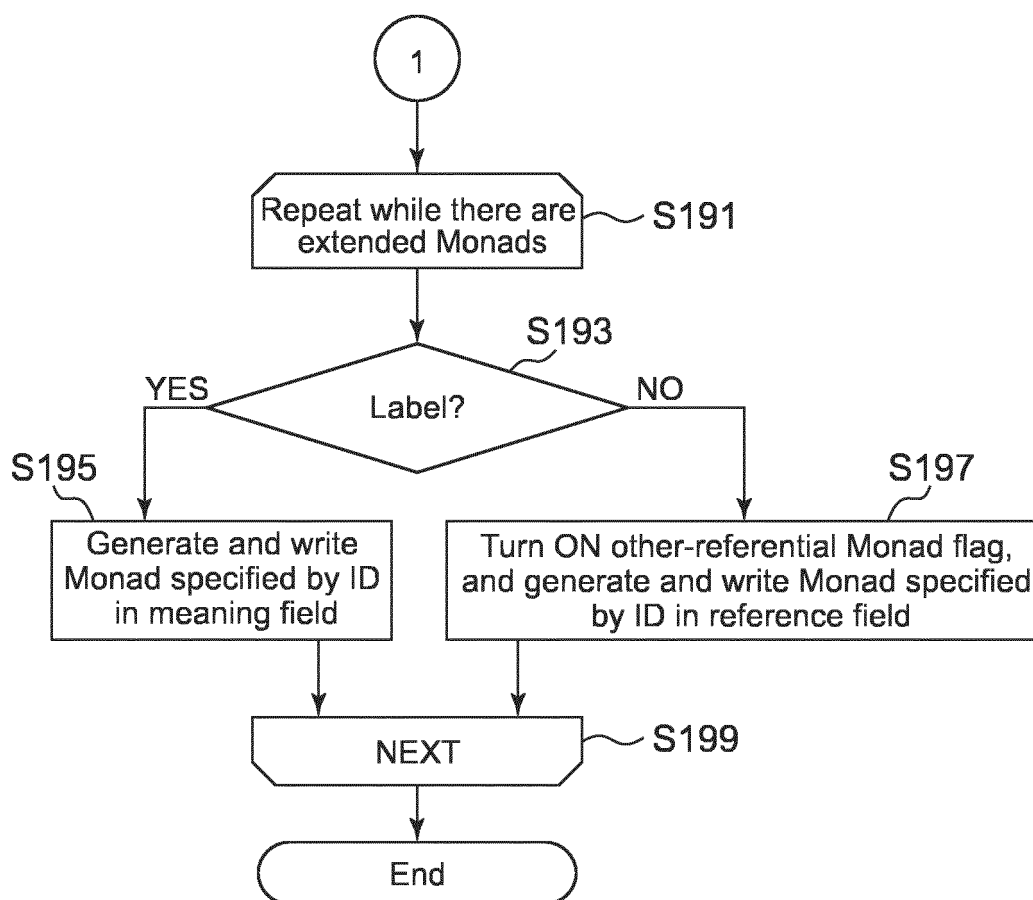 1
Repeat while there are
extended Monads
S191
S193
YES
Label?
NO
S195
S197
Generate and write
Monad specified by ID
in meaning field
Turn ON other-referential Monad flag,
and generate and write Monad specified
by ID in reference field
NEXT
S199
End